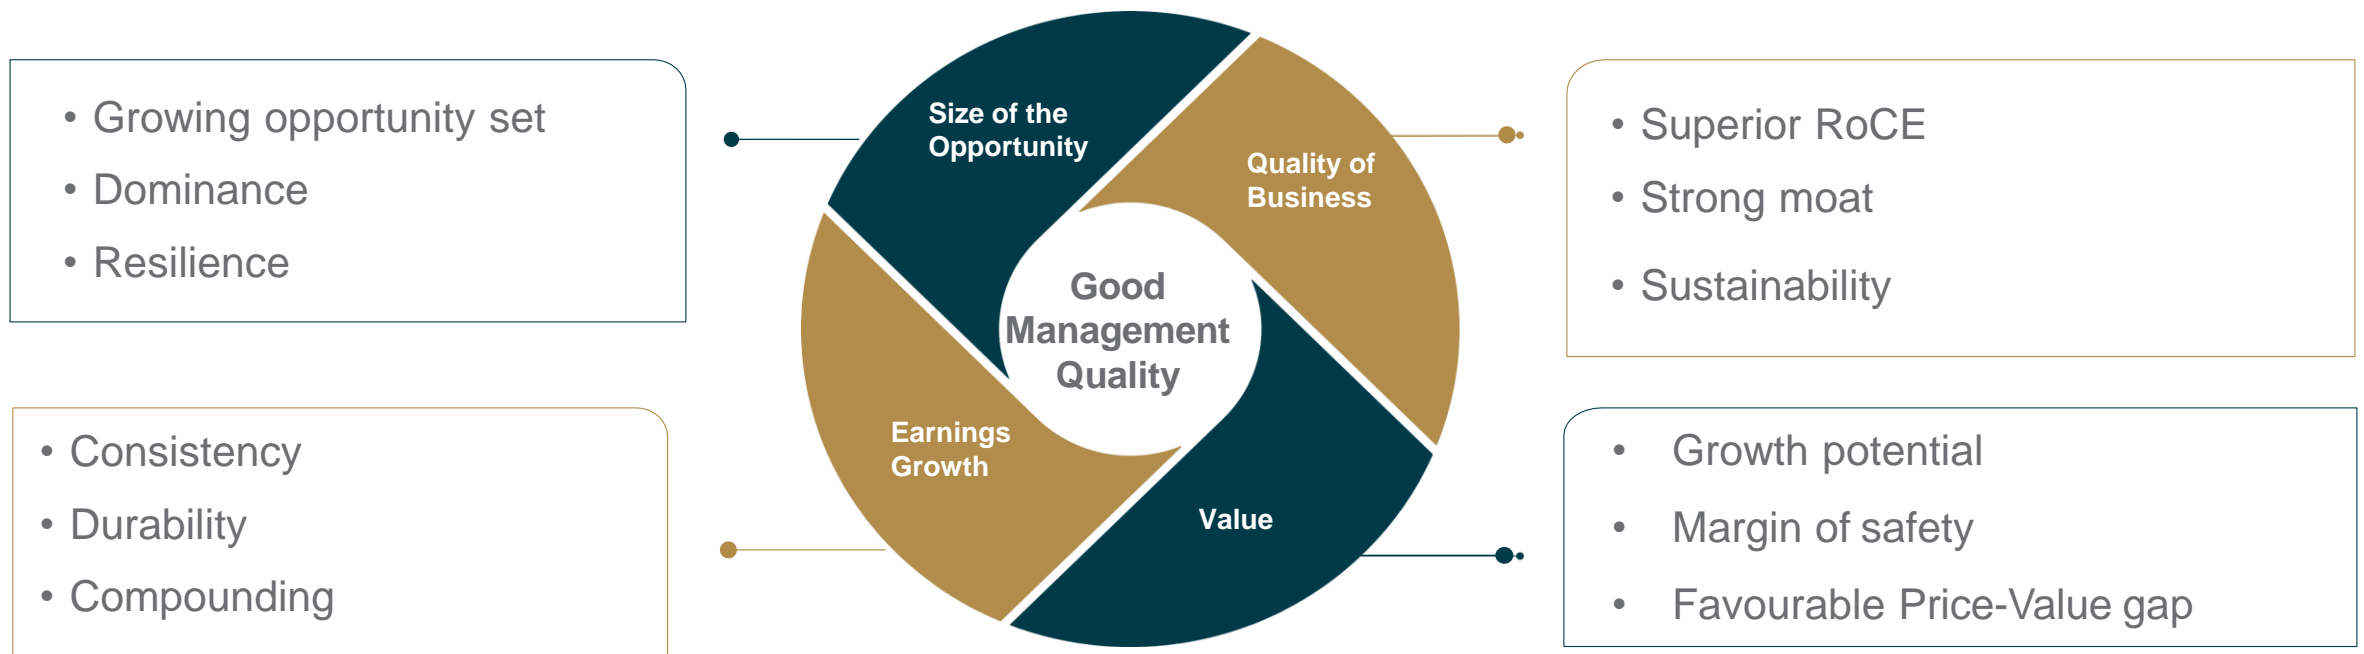 • Growing opportunity set
• Dominance
• Resilience
Size of the
Opportunity
Quality of
Business
• Superior RoCE
• Strong moat
• Sustainability
Good
Management
Quality
• Consistency
• Durability
• Compounding
Earnings
Growth
Value
• Growth potential
• Margin of safety
• Favourable Price-Value gap